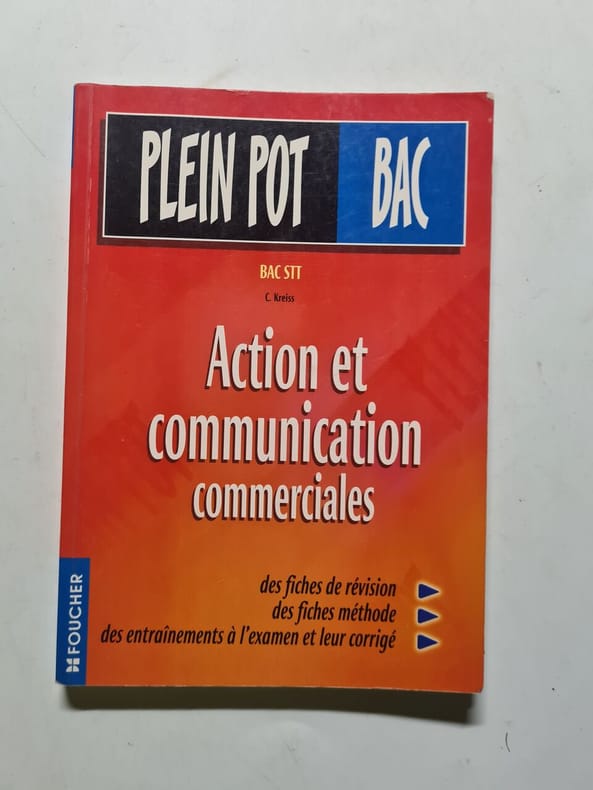 PLEIN POT BAC
BAC STT
C. Kreiss
Action et
communication
commerciales
des fiches de révision
des fiches méthode
des entraînements à l'examen et leur corrigé
FOUCHER